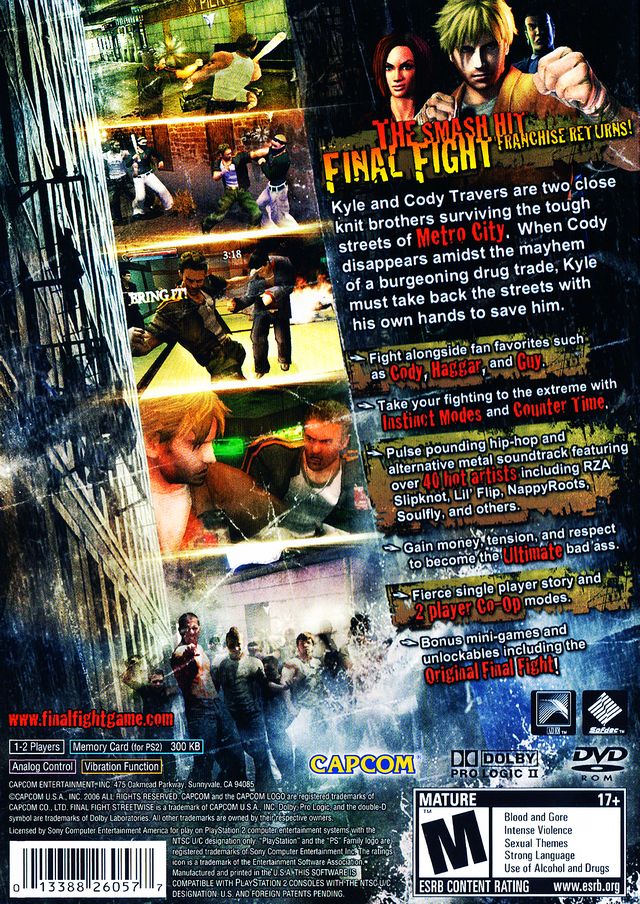 THE SMASH HIT
FINAL FIGHT FRANCHISE RETURNS!
Kyle and Cody Travers are two close
knit brothers surviving the tough
streets of Metro City. When Cody
disappears amidst the mayhem
of a burgeoning drug trade, Kyle
must take back the streets with
his own hands to save him.
3:18
BRING IT!
Fight alongside fan favorites such
as Cody, Haggar, and Guy.
Take your fighting to the extreme with
Instinct Modes and Counter Time.
Pulse pounding hip-hop and
alternative metal soundtrack featuring
over 40 hot artists including RZA
Slipknot, Lil' Flip, NappyRoots,
Soulfly, and others.
Gain money, tension, and respect
to become the Ultimate bad ass.
Fierce single player story and
2 player Co-Op modes.
Bonus mini-games and
unlockables including the
Original Final Fight!
www.finalfightgame.com
1-2 Players Memory Card (for PS2) 300 KB
Analog Control Vibration Function
CAPCOM
DOLBY
PRO LOGIC II
Sofdec™
DVD
ROM
CAPCOM ENTERTAINMENT, INC. 475 Oakmead Parkway, Sunnyvale, CA 94085
©CAPCOM U.S.A., INC. 2006 ALL RIGHTS RESERVED. CAPCOM and the CAPCOM LOGO are registered trademarks of
CAPCOM CO., LTD. FINAL FIGHT STREETWISE is a trademark of CAPCOM U.S.A., INC. Dolby, Pro Logic, and the double-D
symbol are trademarks of Dolby Laboratories. All other trademarks are owned by their respective owners.
Licensed by Sony Computer Entertainment America for play on PlayStation 2 computer entertainment systems with the
NTSC U/C designation only. "PlayStation" and the "PS" Family logo are
registered trademarks of Sony Computer Entertainment Inc. The ratings
icon is a trademark of the Entertainment Software Association.
Manufactured and printed in the U.S.A. THIS SOFTWARE IS
COMPATIBLE WITH PLAYSTATION 2 CONSOLES WITH THE NTSC U/C
DESIGNATION. U.S. AND FOREIGN PATENTS PENDING.
0 13388 26057 7
MATURE 17+
M
Blood and Gore
Intense Violence
Sexual Themes
Strong Language
Use of Alcohol and Drugs
ESRB CONTENT RATING www.esrb.org